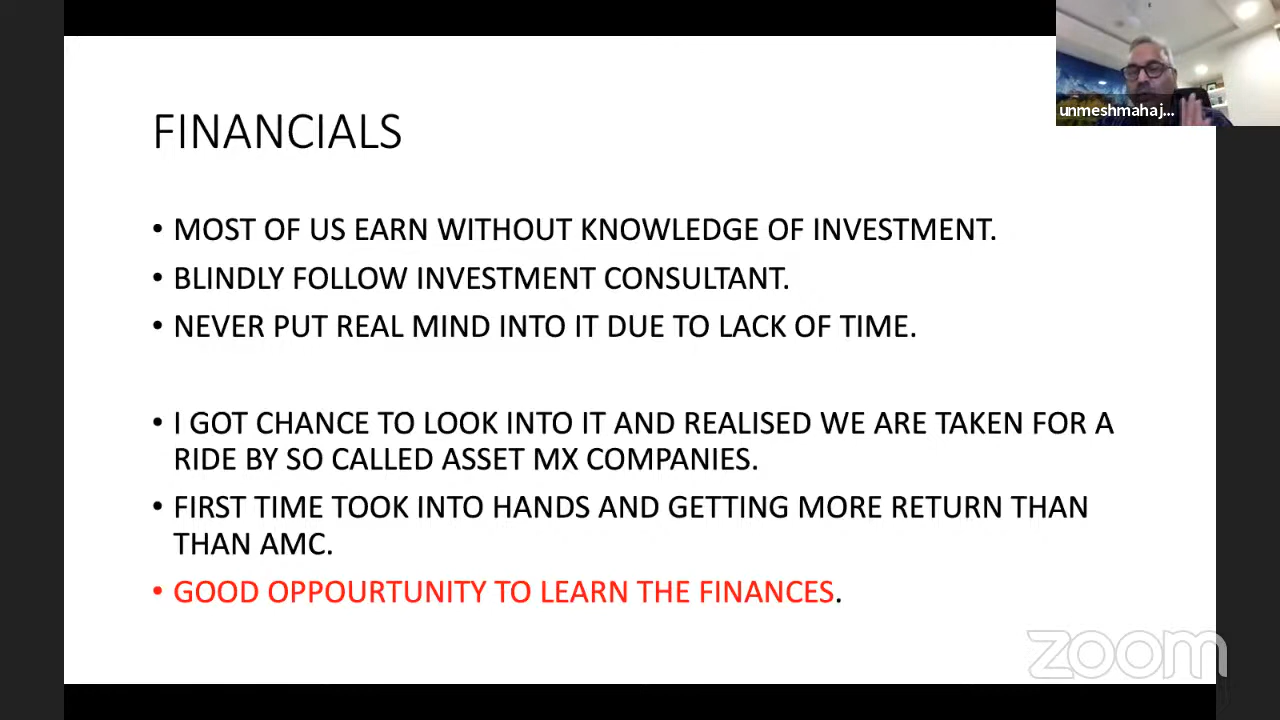 unmeshmahaj...
FINANCIALS
• MOST OF US EARN WITHOUT KNOWLEDGE OF INVESTMENT.
• BLINDLY FOLLOW INVESTMENT CONSULTANT.
• NEVER PUT REAL MIND INTO IT DUE TO LACK OF TIME.
• I GOT CHANCE TO LOOK INTO IT AND REALISED WE ARE TAKEN FOR A
RIDE BY SO CALLED ASSET MX COMPANIES.
• FIRST TIME TOOK INTO HANDS AND GETTING MORE RETURN THAN
THAN AMC.
• GOOD OPPOURTUNITY TO LEARN THE FINANCES.
zoom